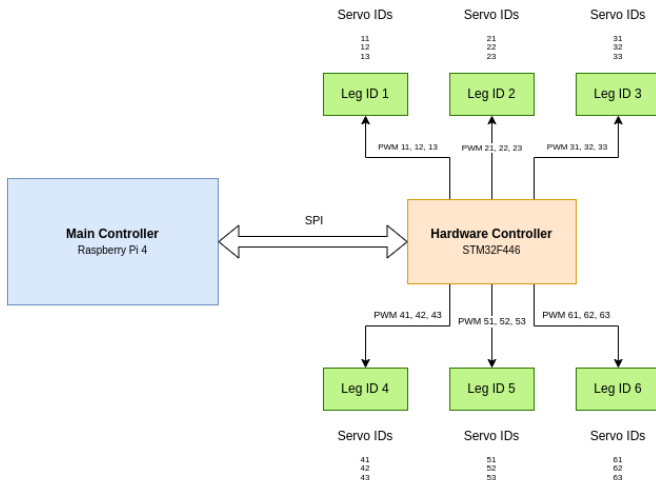 Servo IDs
Servo IDs
Servo IDs
11
12
13
21
22
23
31
32
33
Leg ID 1
Leg ID 2
Leg ID 3
PWM 11, 12, 13
PWM 21, 22, 23
PWM 31, 32, 33
Main Controller
Raspberry Pi 4
SPI
Hardware Controller
STM32F446
PWM 41, 42, 43
PWM 51, 52, 53
PWM 61, 62, 63
Leg ID 4
Leg ID 5
Leg ID 6
Servo IDs
Servo IDs
Servo IDs
41
42
43
51
52
53
61
62
63